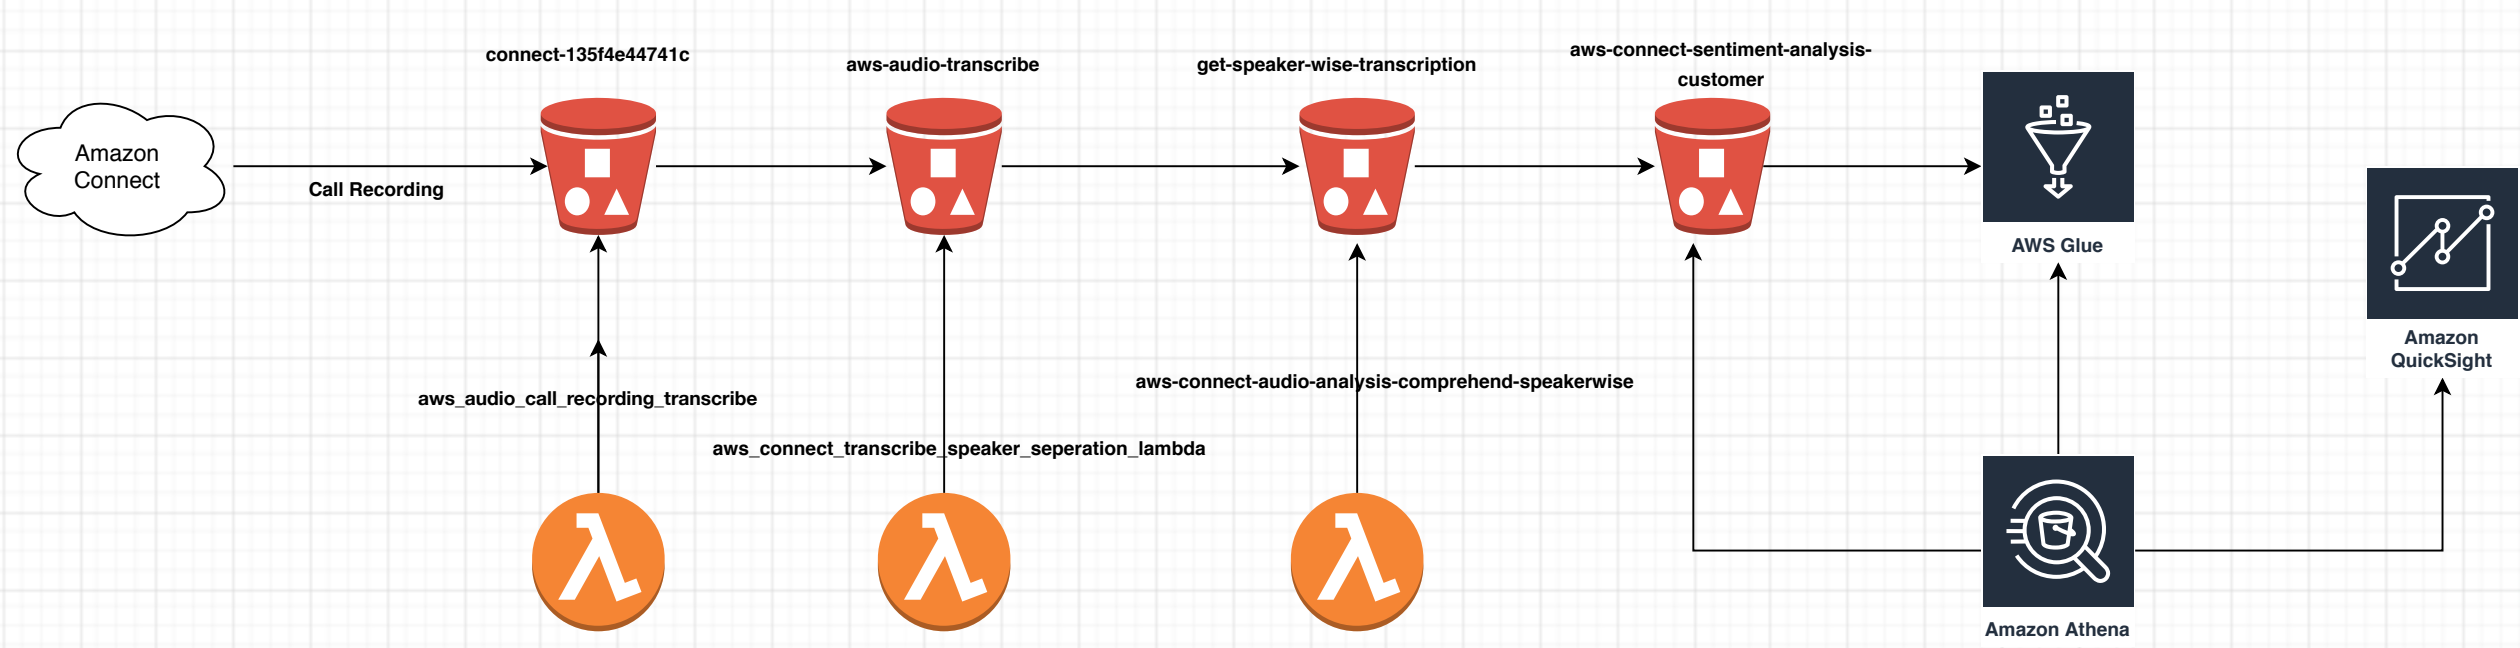 connect-135f4e44741c
aws-audio-transcribe
get-speaker-wise-transcription
aws-connect-sentiment-analysis-
customer
Amazon
Connect
Call Recording
AWS Glue
Amazon
QuickSight
aws_audio_call_recording_transcribe
aws-connect-audio-analysis-comprehend-speakerwise
aws_connect_transcribe_speaker_seperation_lambda
Amazon Athena